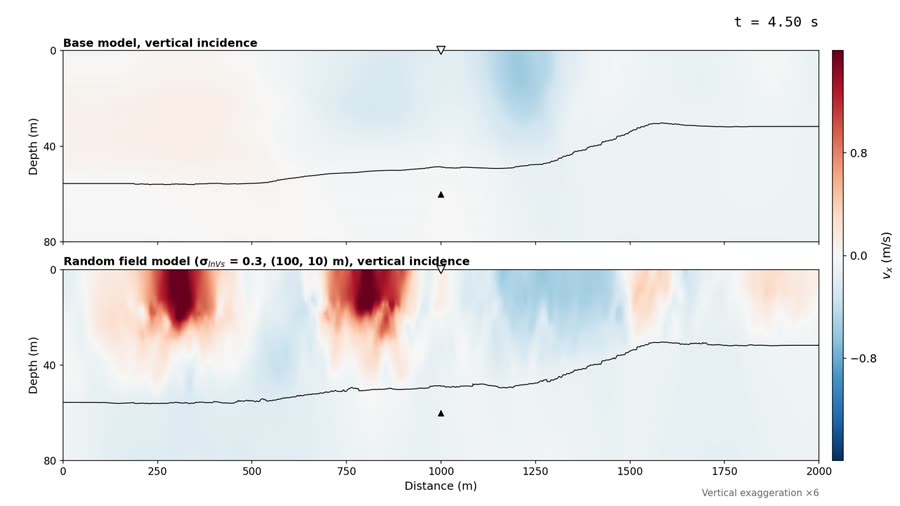 t = 4.50 s
Base model, vertical incidence
0
40
80
Depth (m)
Random field model (σlnVs = 0.3, (100, 10) m), vertical incidence
0
40
80
Depth (m)
0 250 500 750 1000 1250 1500 1750 2000
Distance (m)
Vertical exaggeration ×6
0.8
0.0
−0.8
vx (m/s)